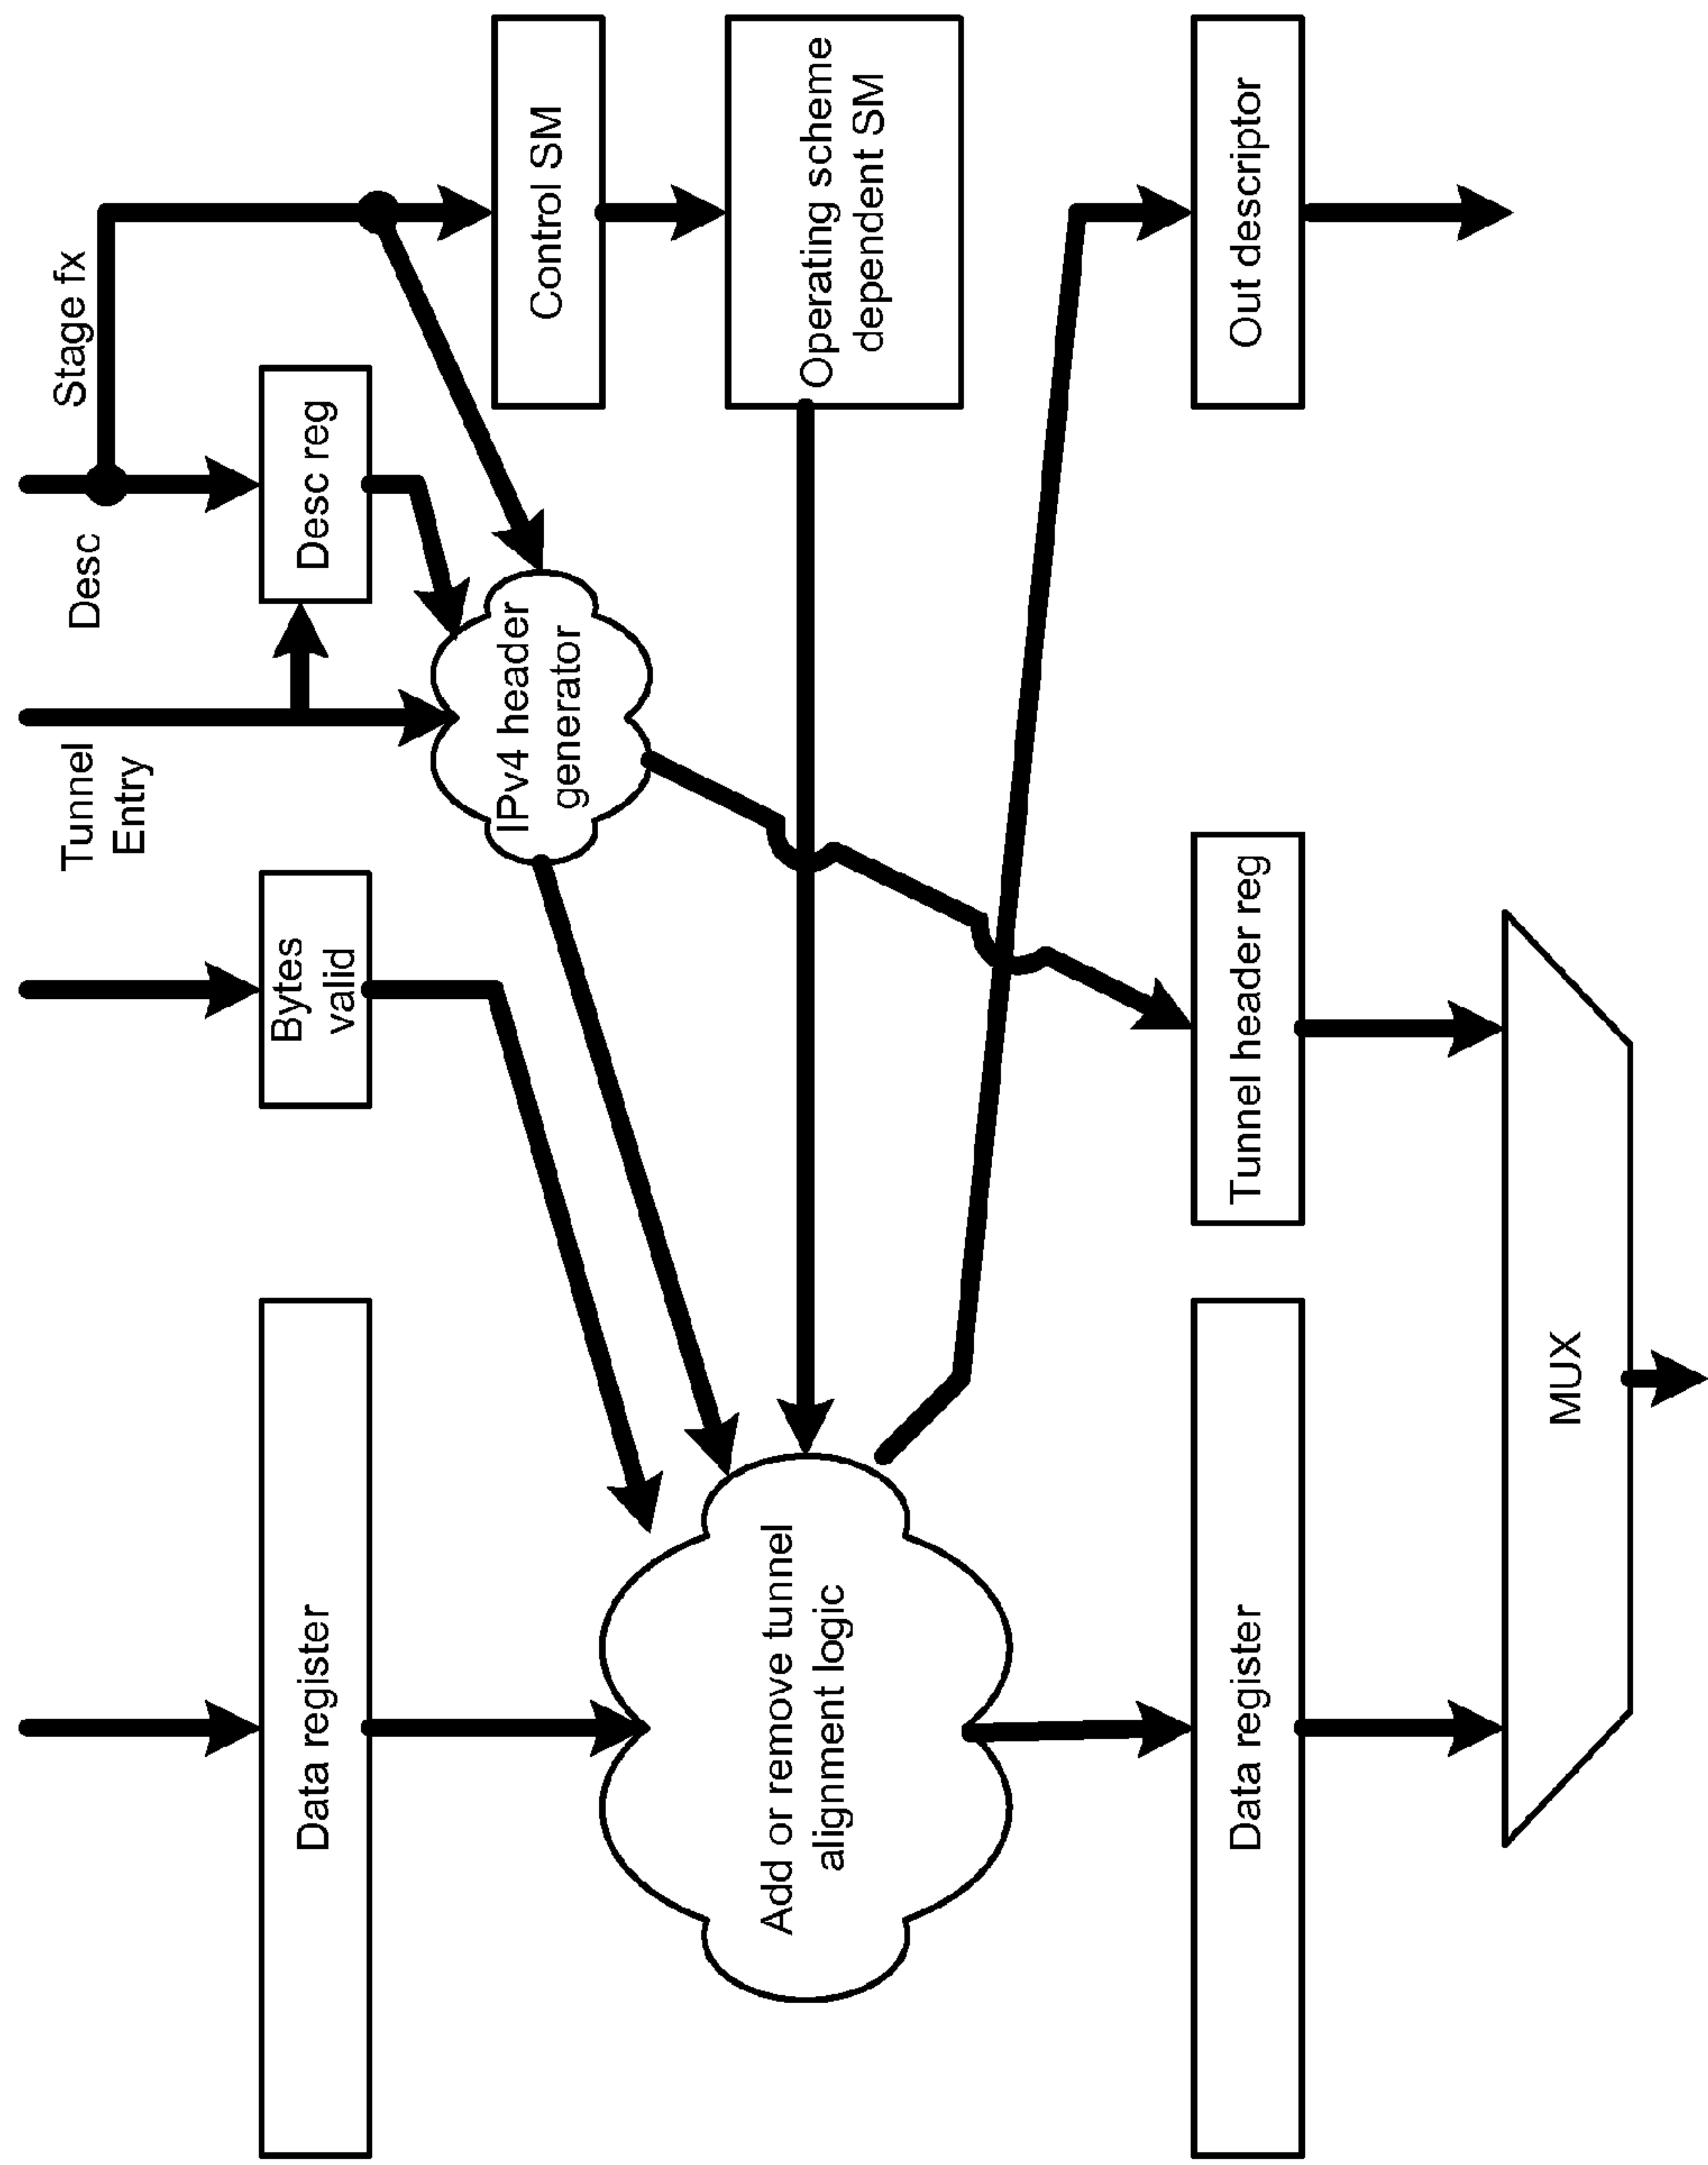 Stage fx
Desc
Tunnel
Entry
Desc reg
Bytes
valid
Data register
Control SM
IPv4 header
generator
Operating scheme
dependent SM
Add or remove tunnel
alignment logic
Out descriptor
Tunnel header reg
Data register
MUX